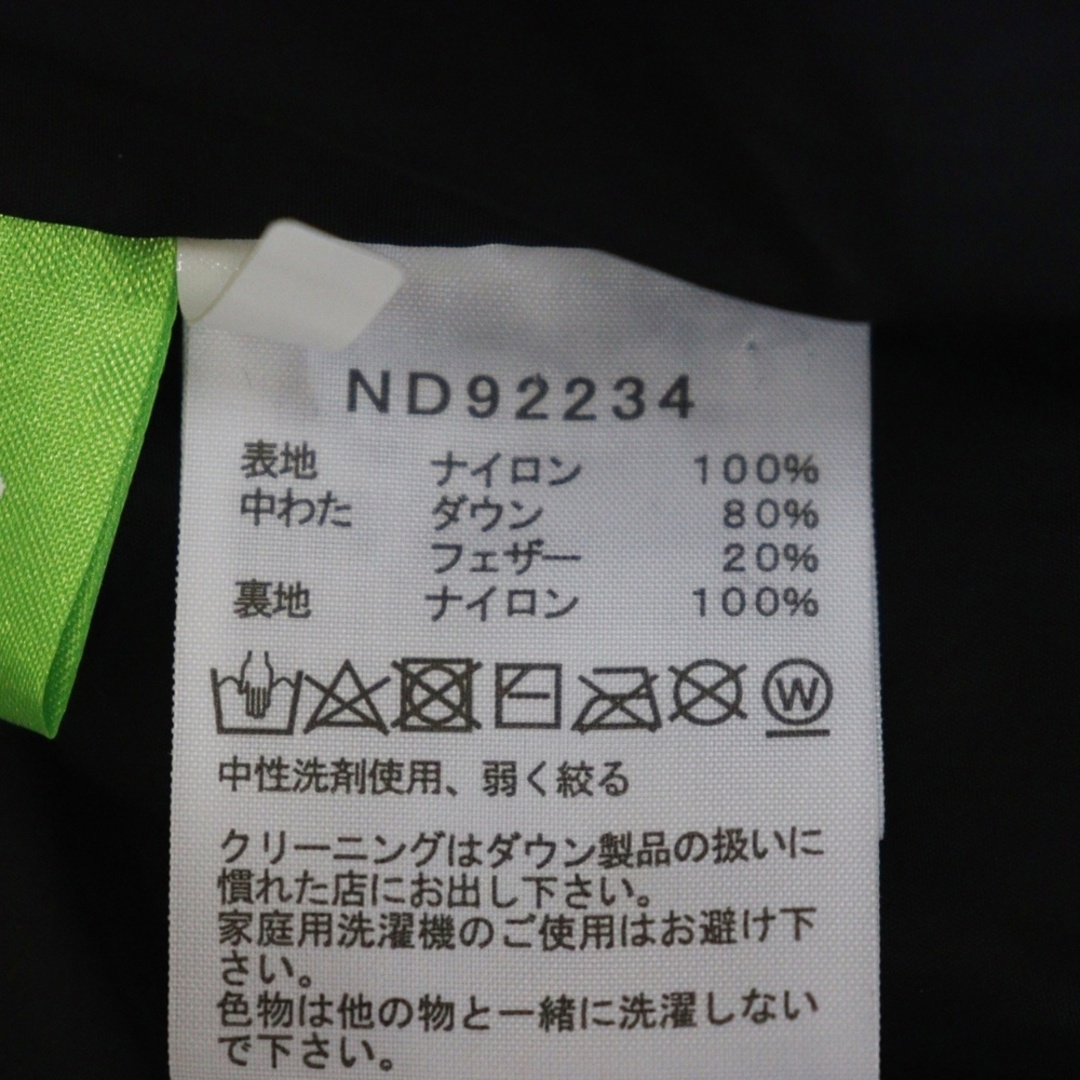 ND92234
表地 ナイロン 100%
中わた ダウン 80%
フェザー 20%
裏地 ナイロン 100%
W
中性洗剤使用、弱く絞る
クリーニングはダウン製品の扱いに
慣れた店にお出し下さい。
家庭用洗濯機のご使用はお避け下
さい。
色物は他の物と一緒に洗濯しない
で下さい。